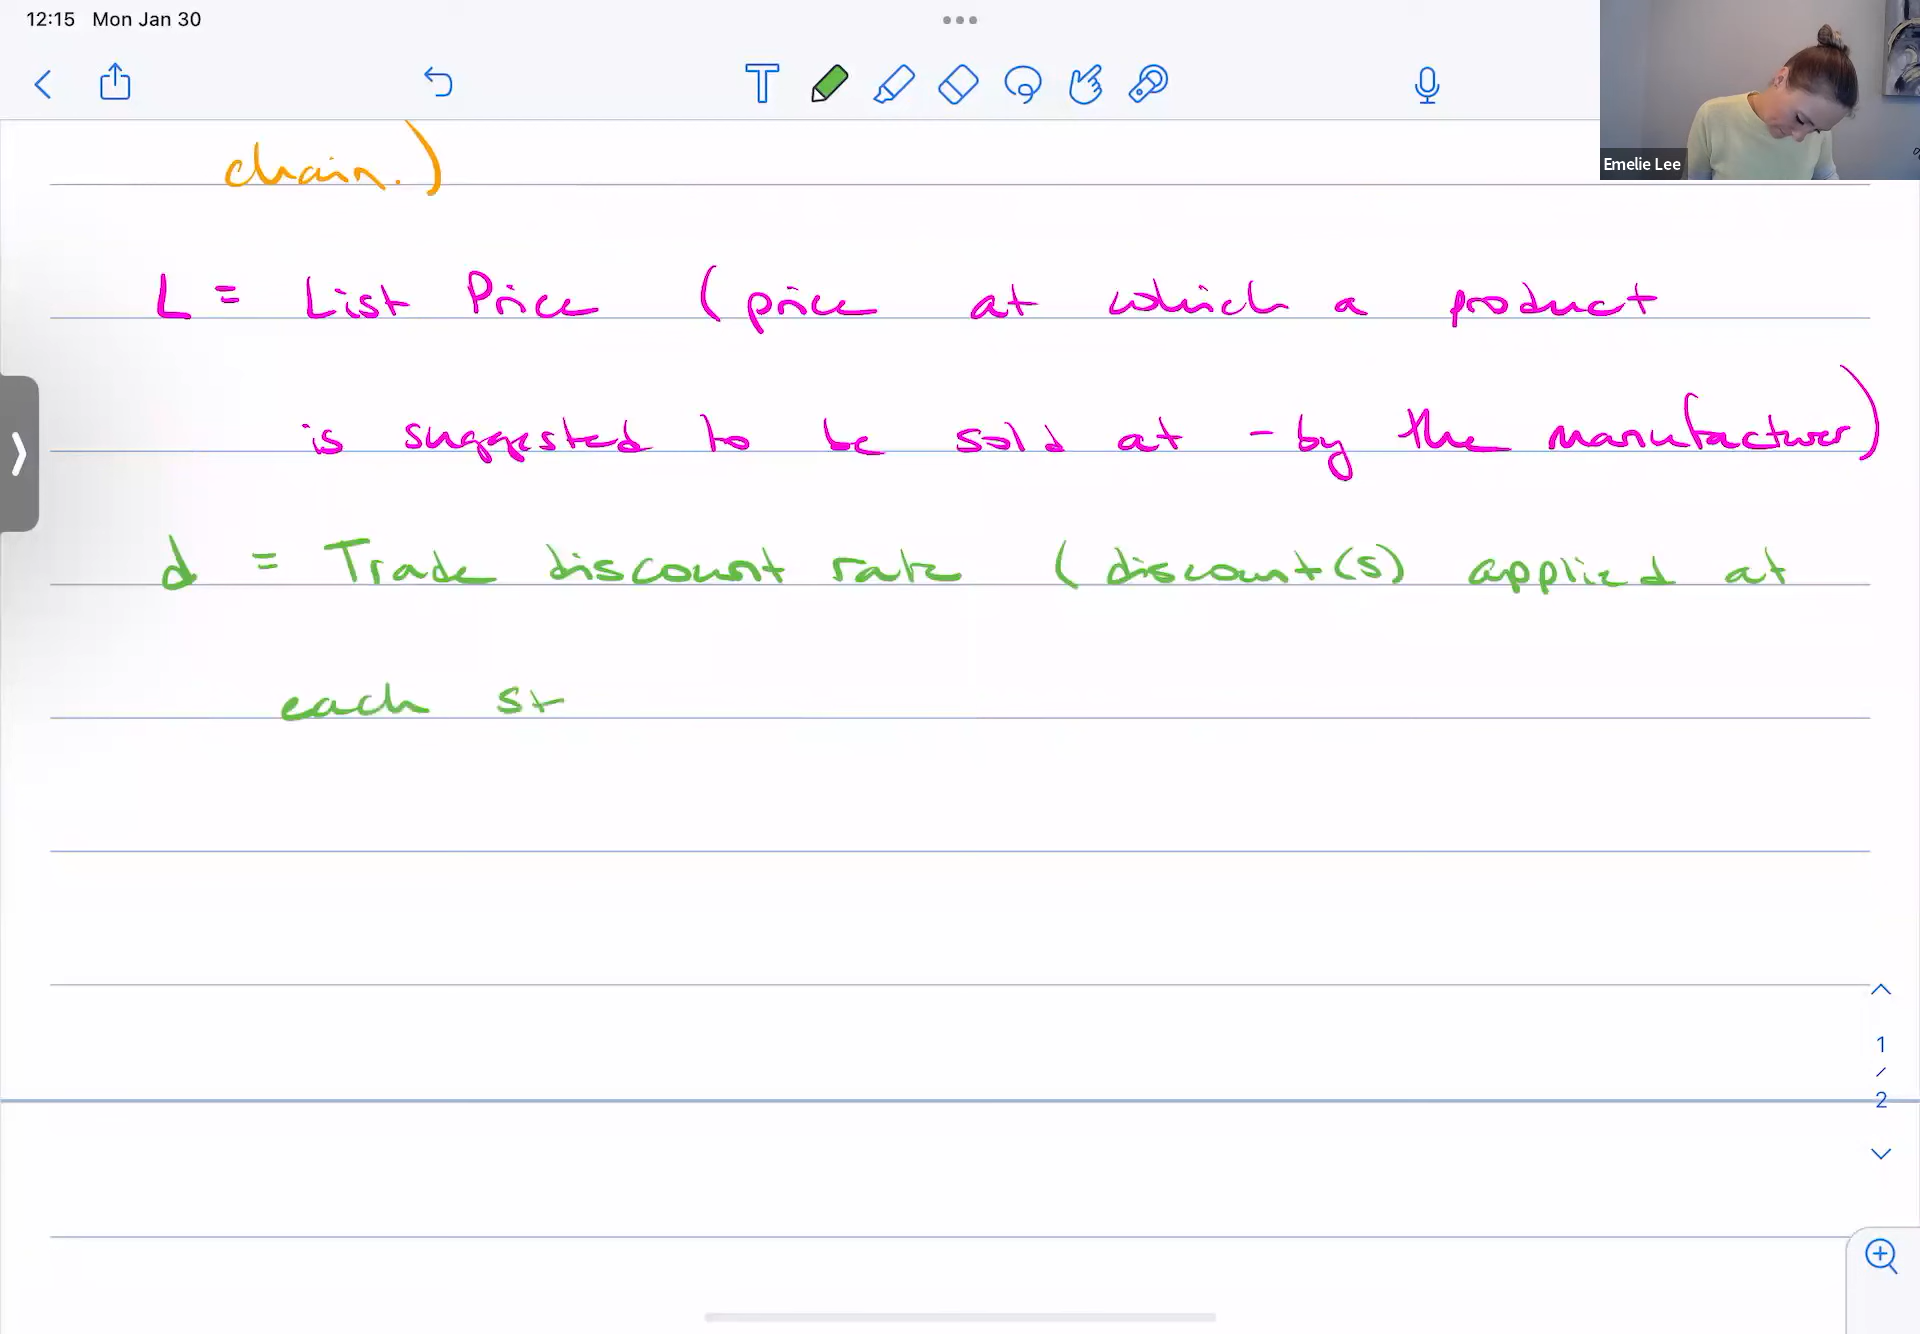 12:15 Mon Jan 30
Emelie Lee
chain.)
L = List Price (price at which a product
is suggested to be sold at - by the manufacturer)
d = Trade discount rate (discount(s) applied at
each st
1
/
2